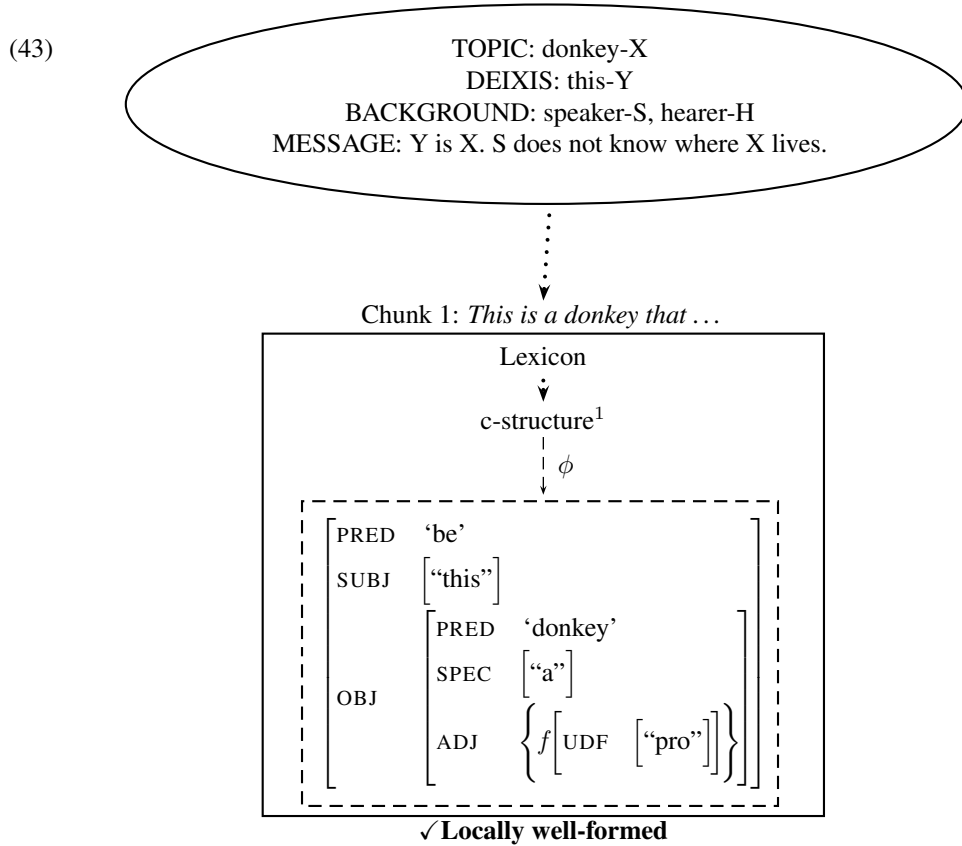 (43)
TOPIC: donkey-X
DEIXIS: this-Y
BACKGROUND: speaker-S, hearer-H
MESSAGE: Y is X. S does not know where X lives.
Chunk 1: This is a donkey that ...
Lexicon
c-structure¹
ϕ
PRED ‘be’
SUBJ [“this”]
OBJ
PRED ‘donkey’
SPEC [“a”]
ADJ {f[UDF [“pro”]]}
✓Locally well-formed